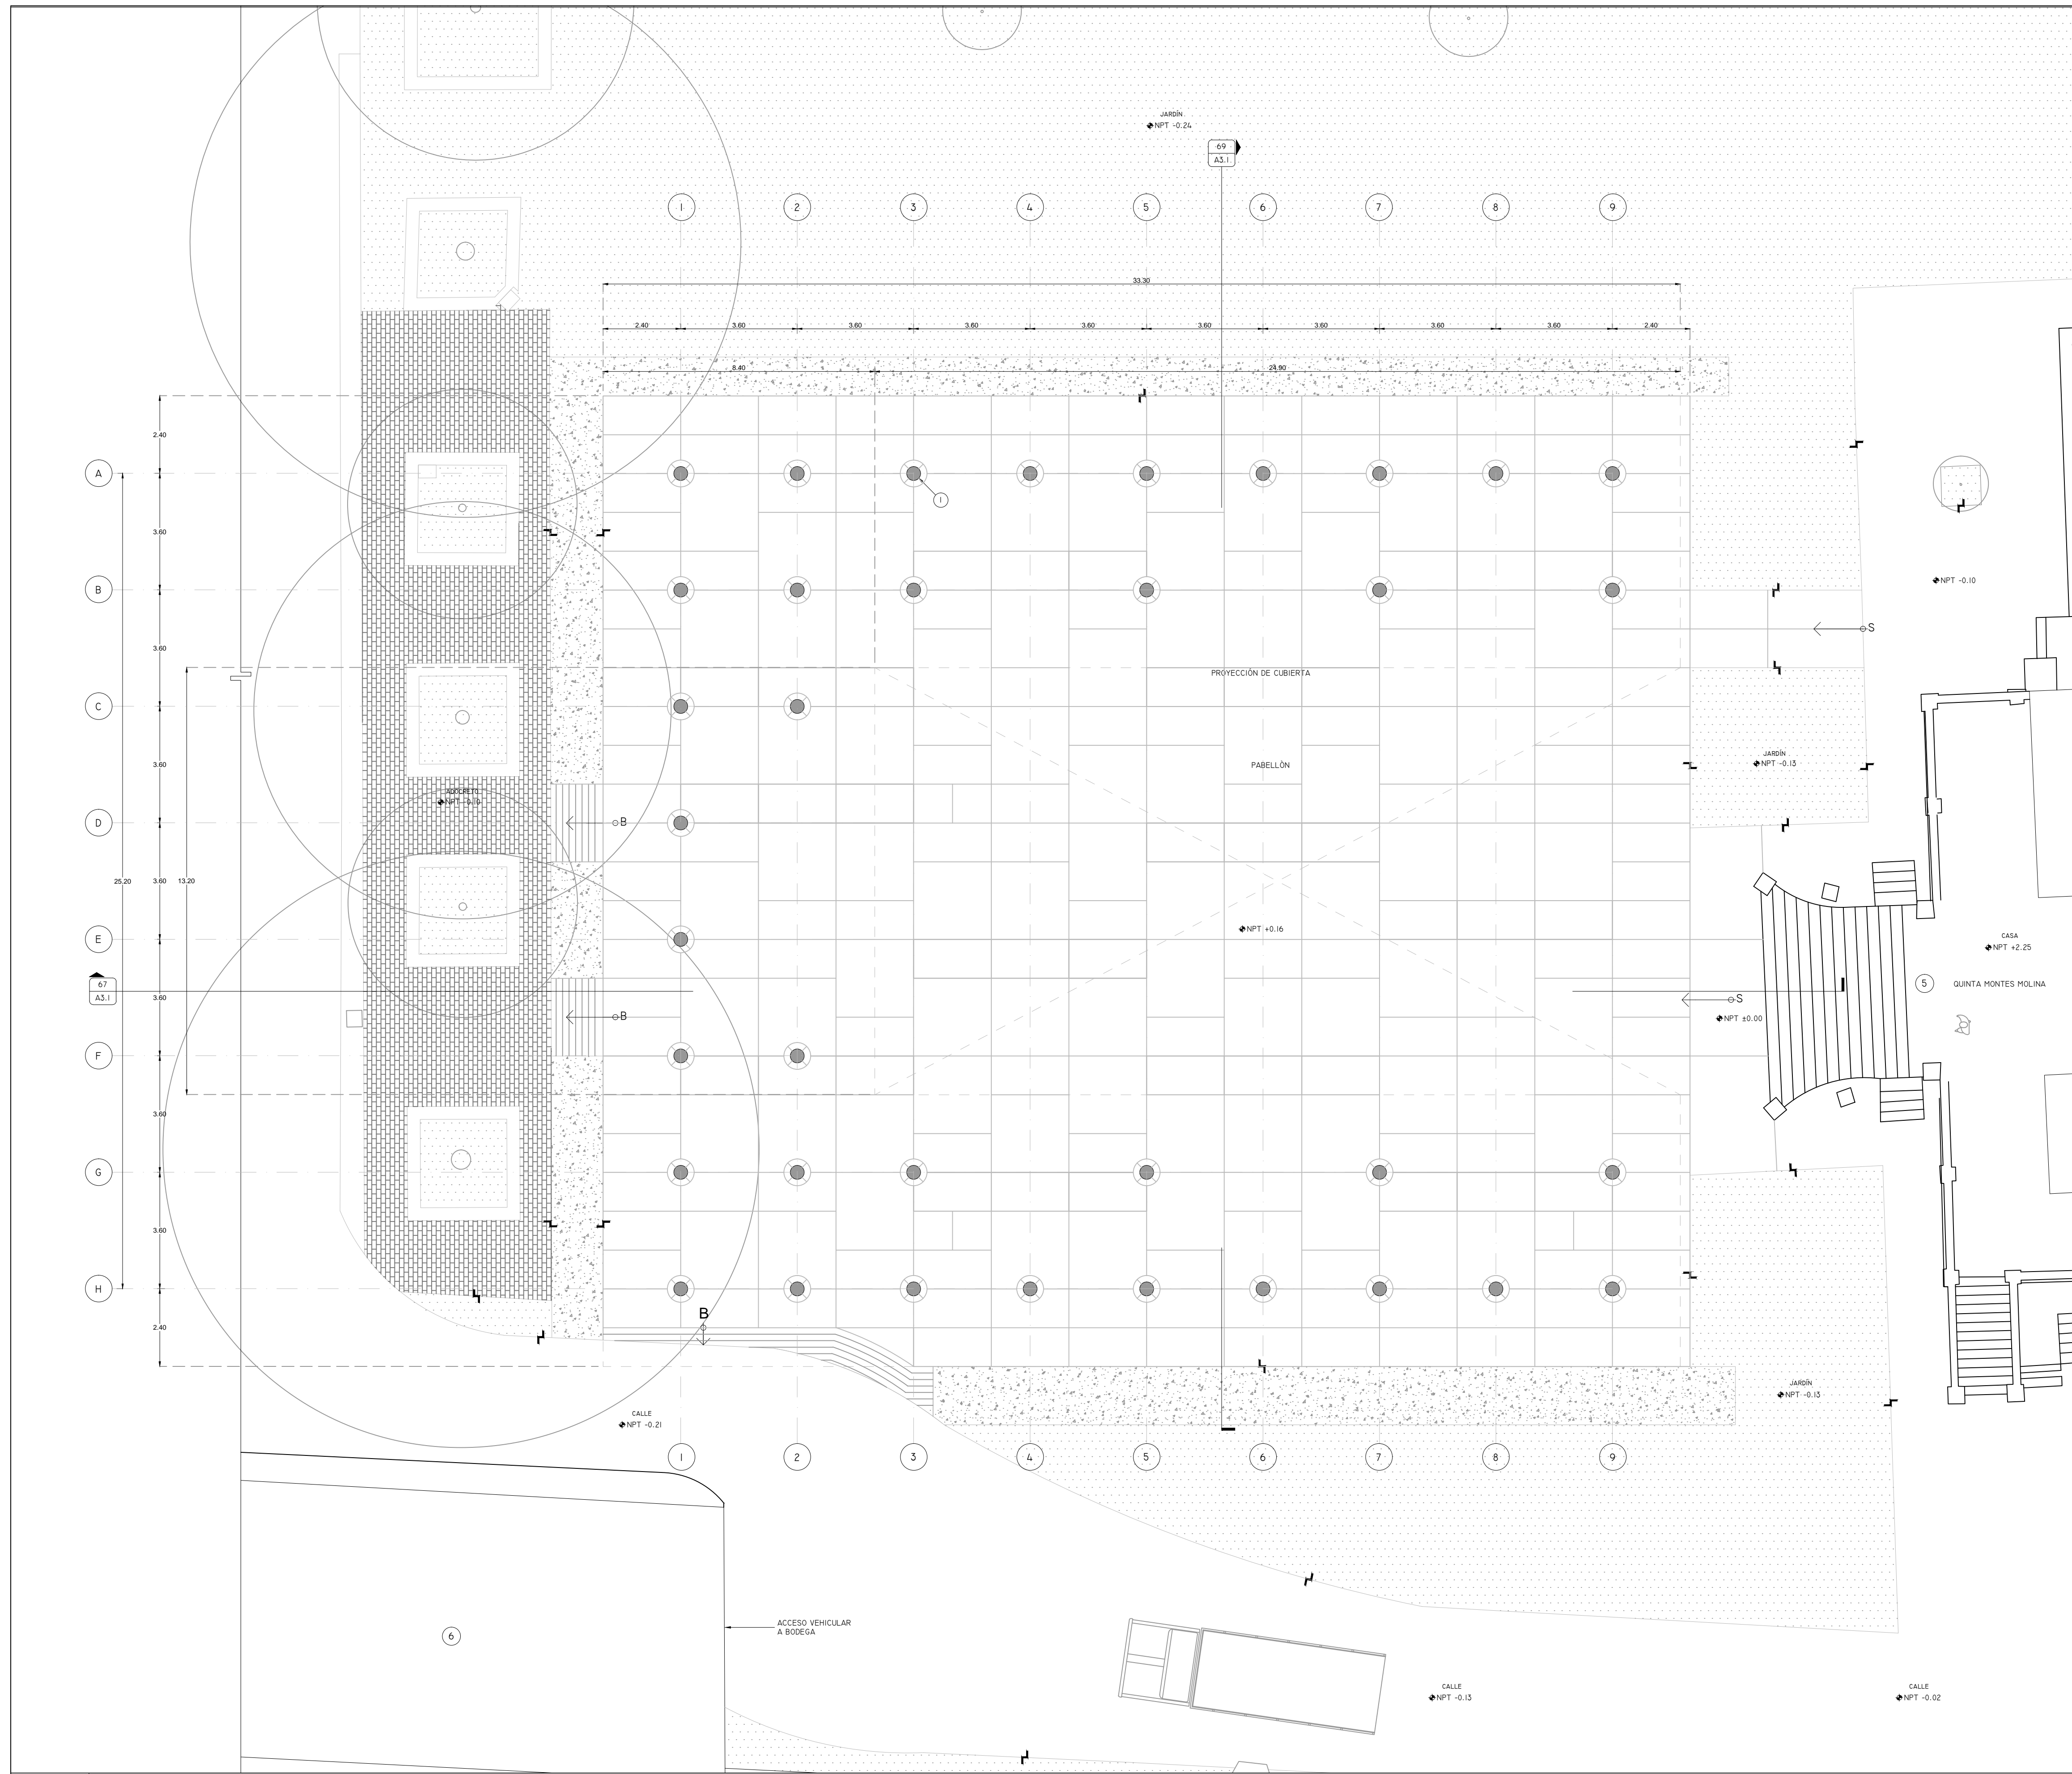 JARDÍN
NPT -0.24
69
A3.1
1 2 3 4 5 6 7 8 9
33.30
2.40 3.60 3.60 3.60 3.60 3.60 3.60 3.60 3.60 2.40
8.40 24.90
2.40
A
1
3.60
B
NPT -0.10
S
3.60
PROYECCIÓN DE CUBIERTA
C
JARDÍN
NPT -0.13
3.60
PABELLÓN
ADOCRETO
NPT -0.10
D
B
25.20 3.60 13.20
NPT +0.16
E
CASA
NPT +2.25
5 QUINTA MONTES MOLINA
67
A3.1
3.60
S
B
NPT ±0.00
F
3.60
G
3.60
H
B
2.40
JARDÍN
NPT -0.13
CALLE
NPT -0.21
1 2 3 4 5 6 7 8 9
ACCESO VEHICULAR
A BODEGA
6
CALLE
NPT -0.13
CALLE
NPT -0.02